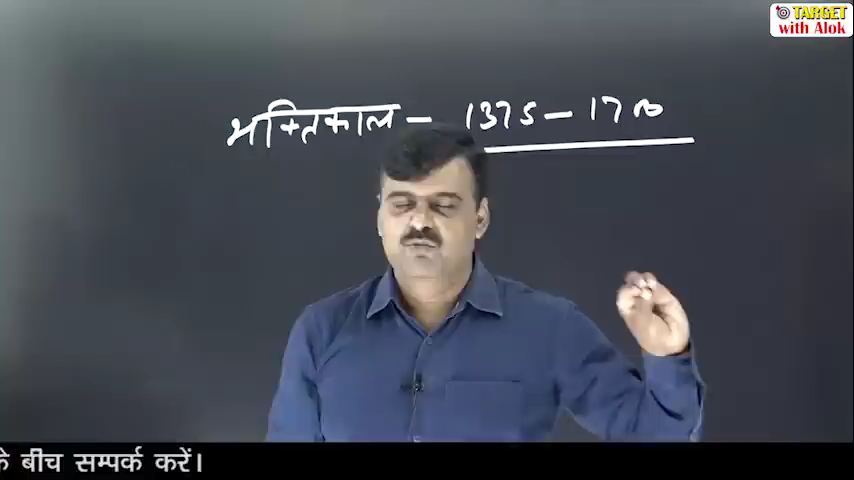 TARGET
with Alok
भक्तिकाल - 1375 - 1700
के बीच सम्पर्क करें।